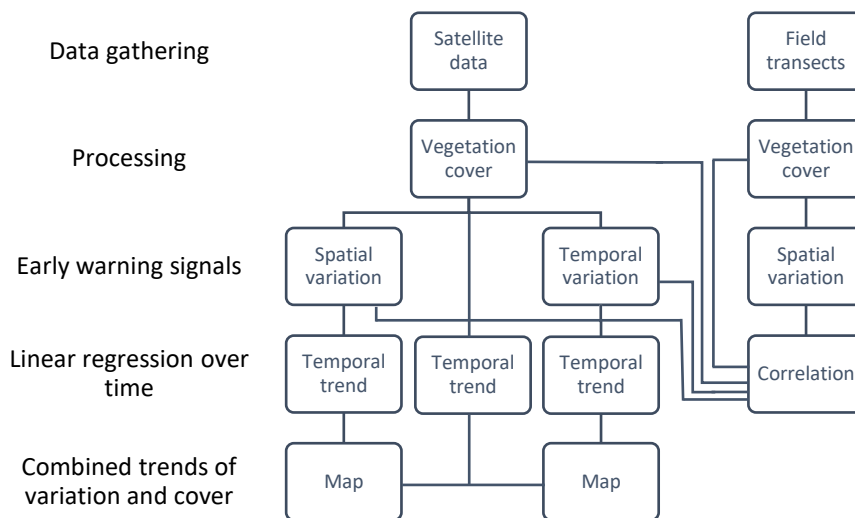 Data gathering
Satellite
data
Field
transects
Processing
Vegetation
cover
Vegetation
cover
Early warning signals
Spatial
variation
Temporal
variation
Spatial
variation
Linear regression over
time
Temporal
trend
Temporal
trend
Temporal
trend
Correlation
Combined trends of
variation and cover
Map
Map